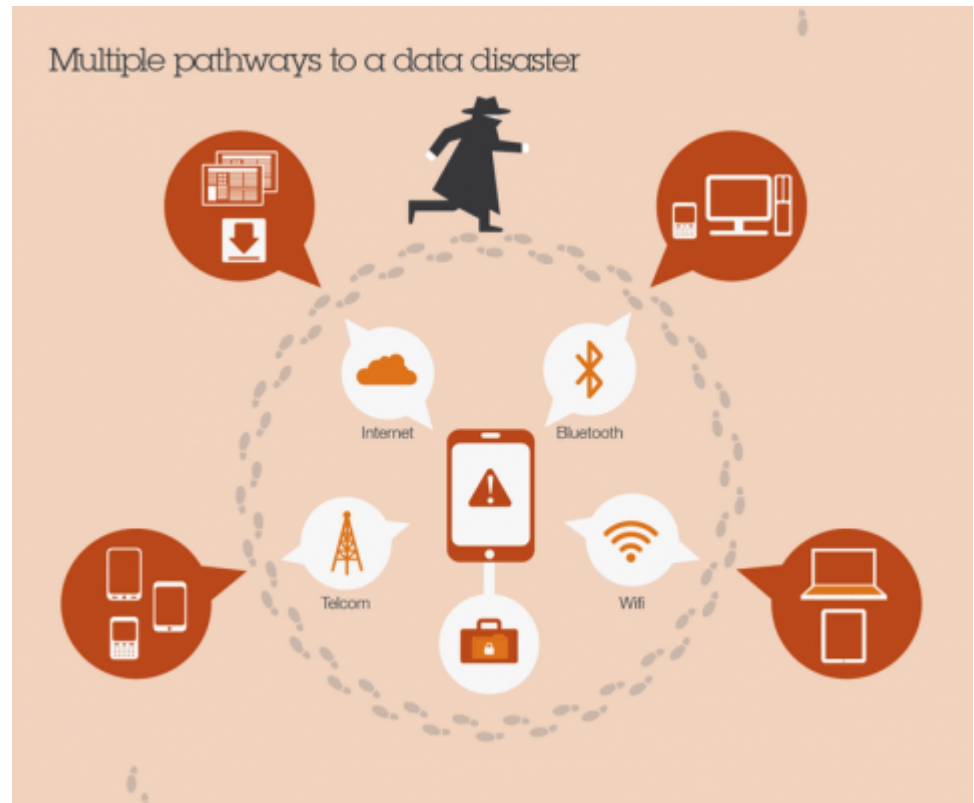 Multiple pathways to a data disaster
Internet
Bluetooth
Telcom
Wifi